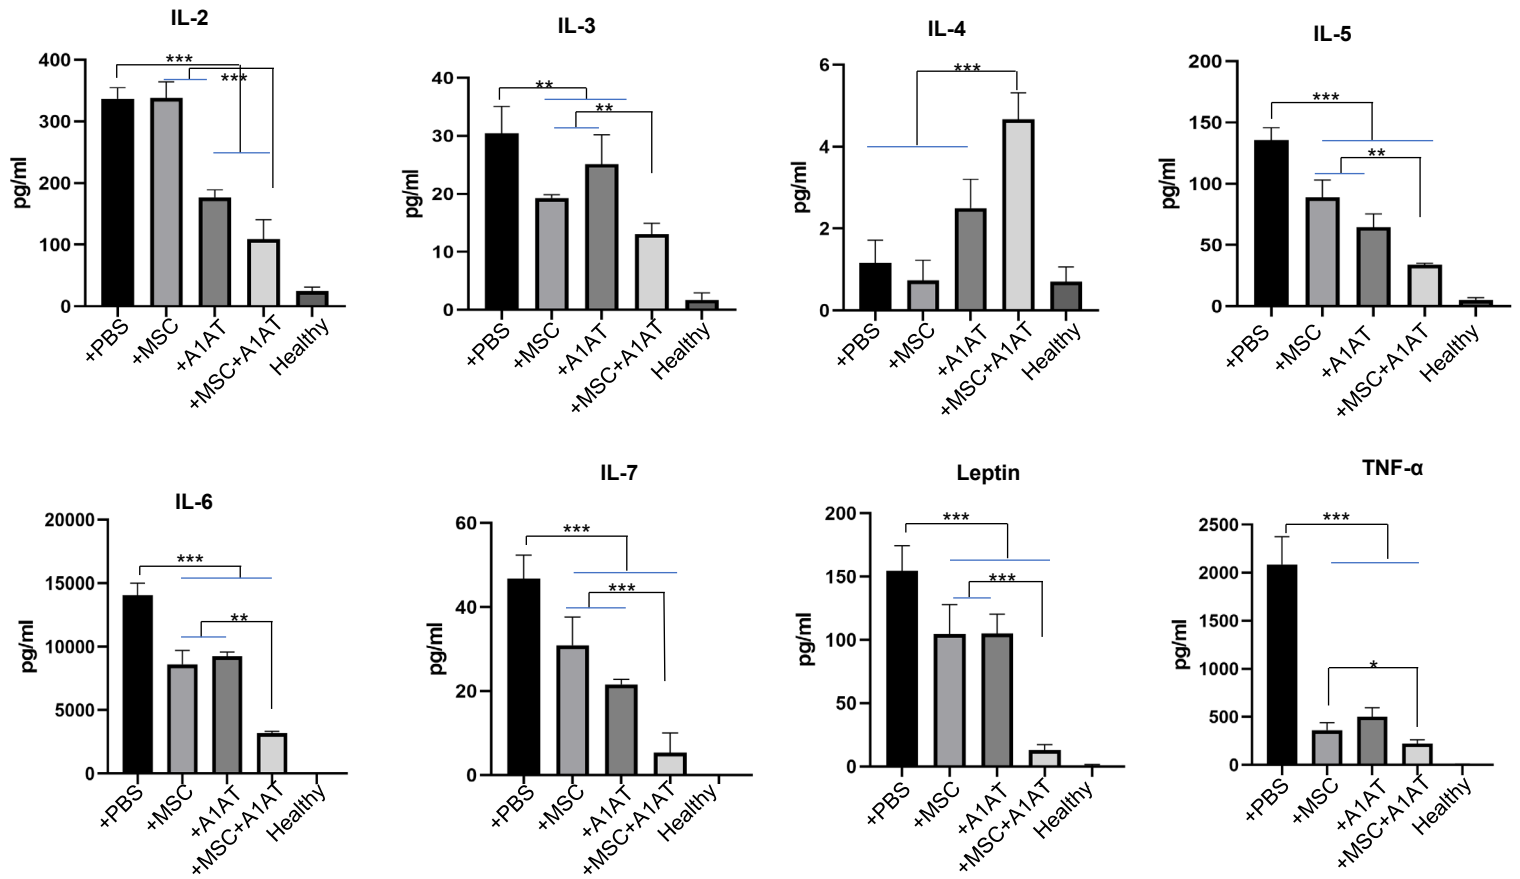 IL-2
400
300
200
100
0
pg/ml
***
***
+PBS
+MSC
+A1AT
+MSC+A1AT
Healthy
IL-3
40
30
20
10
0
pg/ml
**
**
+PBS
+MSC
+A1AT
+MSC+A1AT
Healthy
IL-4
6
4
2
0
pg/ml
***
+PBS
+MSC
+A1AT
+MSC+A1AT
Healthy
IL-5
200
150
100
50
0
pg/ml
***
**
+PBS
+MSC
+A1AT
+MSC+A1AT
Healthy
IL-6
20000
15000
10000
5000
0
pg/ml
***
**
+PBS
+MSC
+A1AT
+MSC+A1AT
Healthy
IL-7
60
40
20
0
pg/ml
***
***
+PBS
+MSC
+A1AT
+MSC+A1AT
Healthy
Leptin
200
150
100
50
0
pg/ml
***
***
+PBS
+MSC
+A1AT
+MSC+A1AT
Healthy
TNF-α
2500
2000
1500
1000
500
0
pg/ml
***
*
+PBS
+MSC
+A1AT
+MSC+A1AT
Healthy